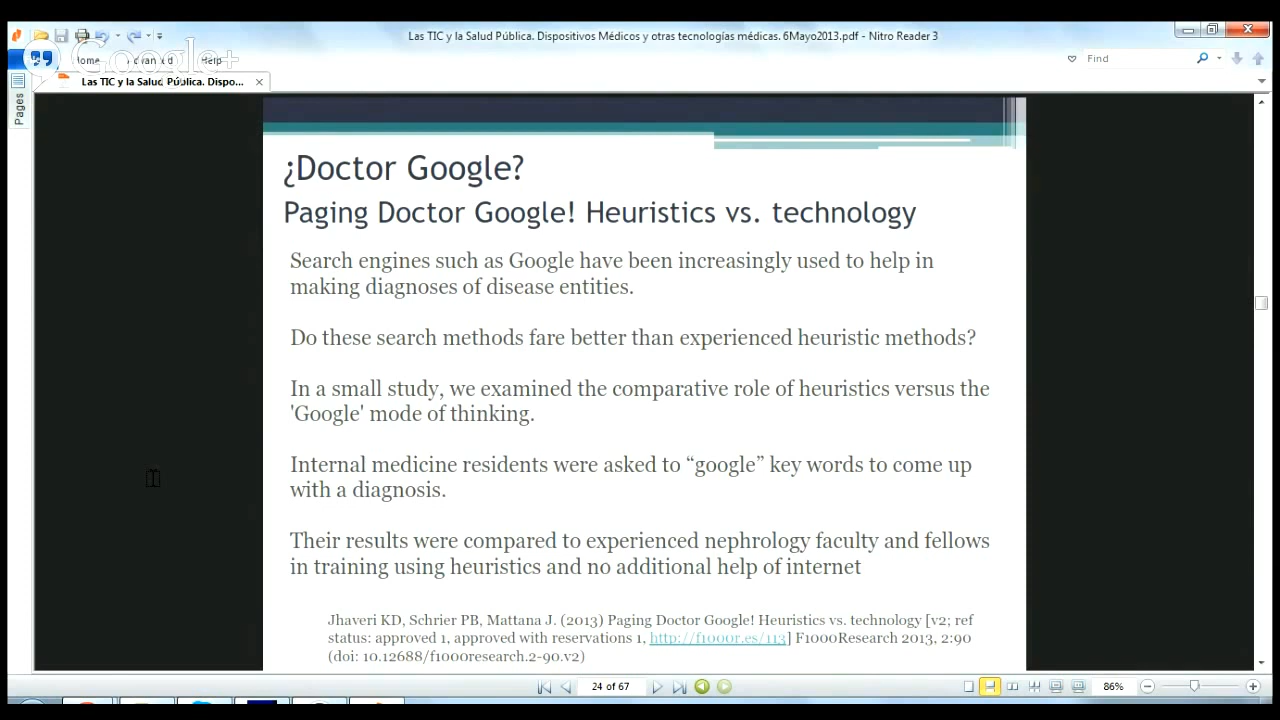 Las TIC y la Salud Pública. Dispositivos Médicos y otras tecnologías médicas. 6Mayo2013.pdf - Nitro Reader 3
Google+
Home Advanced Help
Find
Las TIC y la Salud Pública. Dispo...
Pages
¿Doctor Google?
Paging Doctor Google! Heuristics vs. technology
Search engines such as Google have been increasingly used to help in
making diagnoses of disease entities.
Do these search methods fare better than experienced heuristic methods?
In a small study, we examined the comparative role of heuristics versus the
'Google' mode of thinking.
Internal medicine residents were asked to “google” key words to come up
with a diagnosis.
Their results were compared to experienced nephrology faculty and fellows
in training using heuristics and no additional help of internet
Jhaveri KD, Schrier PB, Mattana J. (2013) Paging Doctor Google! Heuristics vs. technology [v2; ref
status: approved 1, approved with reservations 1, http://f1000r.es/113] F1000Research 2013, 2:90
(doi: 10.12688/f1000research.2-90.v2)
24 of 67
86%